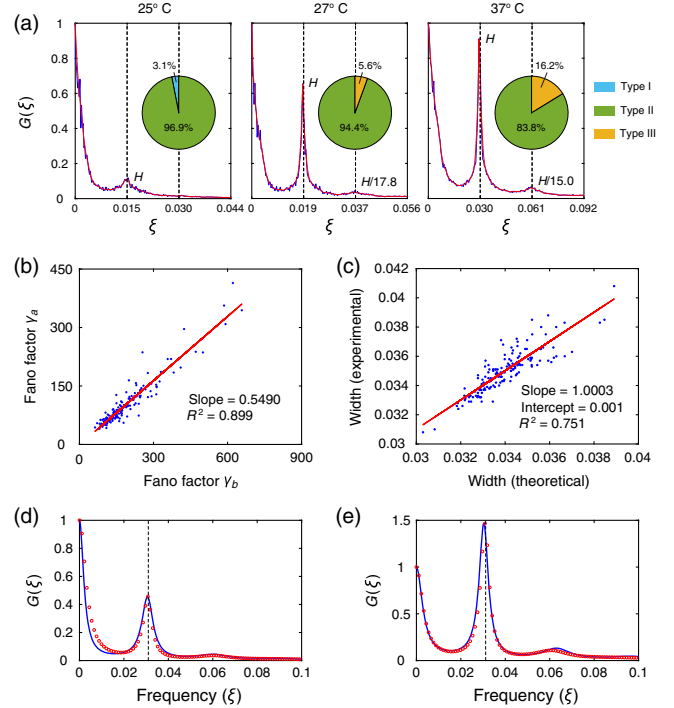 (a)
25° C
27° C
37° C
G(ξ)
1
0.8
0.6
0.4
0.2
0
3.1%
96.9%
H
0
0.015
0.030
0.044
ξ
H
5.6%
94.4%
H/17.8
0
0.019
0.037
0.056
ξ
H
16.2%
83.8%
H/15.0
0
0.030
0.061
0.092
ξ
Type I
Type II
Type III
(b)
Fano factor γa
450
300
150
0
Slope = 0.5490
R² = 0.899
0
300
600
900
Fano factor γb
(c)
Width (experimental)
0.042
0.04
0.038
0.036
0.034
0.032
0.03
Slope = 1.0003
Intercept = 0.001
R² = 0.751
0.03
0.032
0.034
0.036
0.038
0.04
Width (theoretical)
(d)
G(ξ)
1
0.8
0.6
0.4
0.2
0
0
0.02
0.04
0.06
0.08
0.1
Frequency (ξ)
(e)
G(ξ)
1.5
1
0.5
0
0
0.02
0.04
0.06
0.08
0.1
Frequency (ξ)